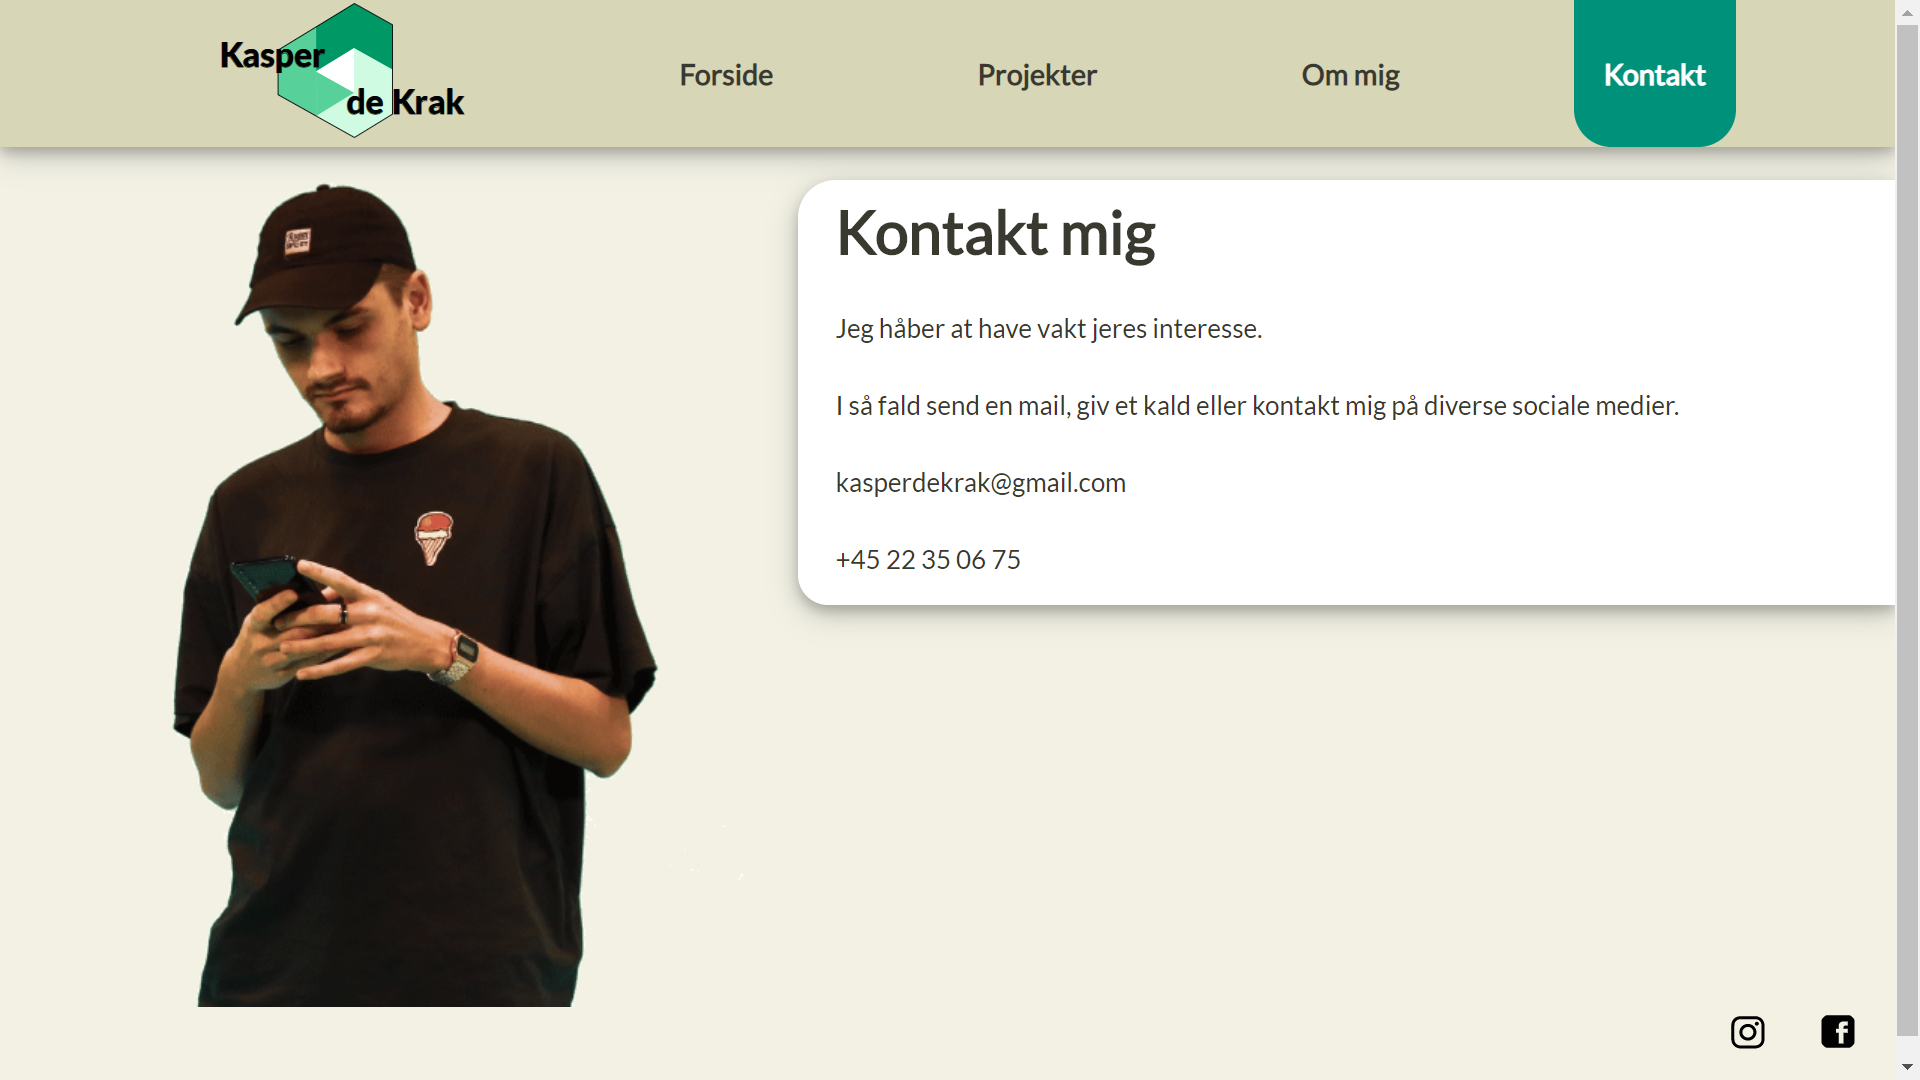 Kasper
de Krak
Forside
Projekter
Om mig
Kontakt
Kontakt mig
Jeg håber at have vakt jeres interesse.
I så fald send en mail, giv et kald eller kontakt mig på diverse sociale medier.
kasperdekrak@gmail.com
+45 22 35 06 75